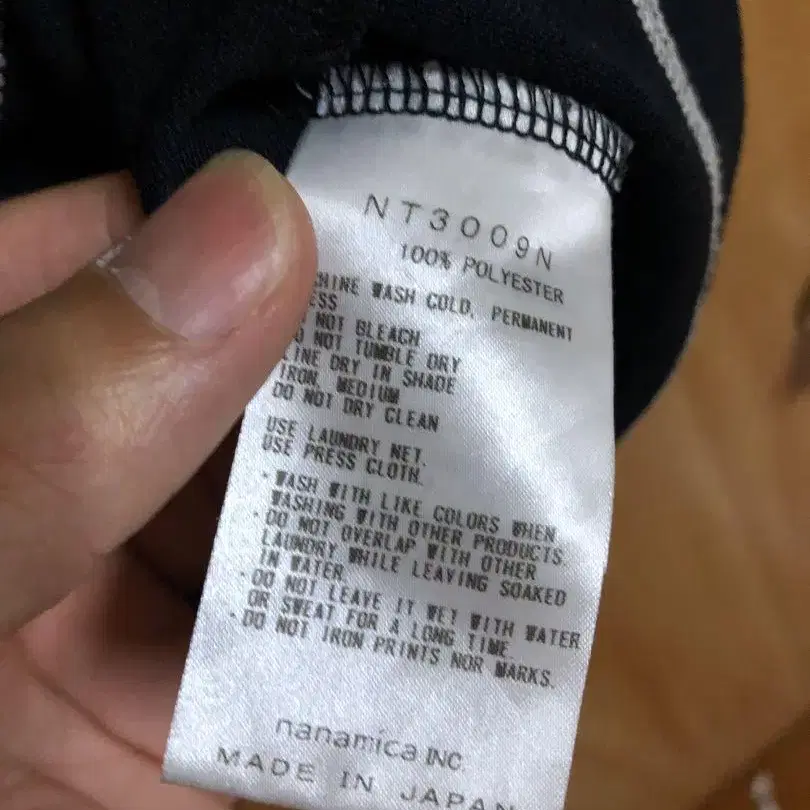 NT3009N
100% POLYESTER
WASH COLD, PERMANENT
NOT BLEACH
NOT TUMBLE DRY
DRY IN SHADE
IRON, MEDIUM
DO NOT DRY CLEAN
USE LAUNDRY NET.
USE PRESS CLOTH.
・WASH WITH LIKE COLORS WHEN
WASHING WITH OTHER PRODUCTS.
・DO NOT OVERLAP WITH OTHER
LAUNDRY WHILE LEAVING SOAKED
IN WATER.
・DO NOT LEAVE IT WET WITH WATER
OR SWEAT FOR A LONG TIME.
・DO NOT IRON PRINTS NOR MARKS.
nanamica INC.
MADE IN JAPAN